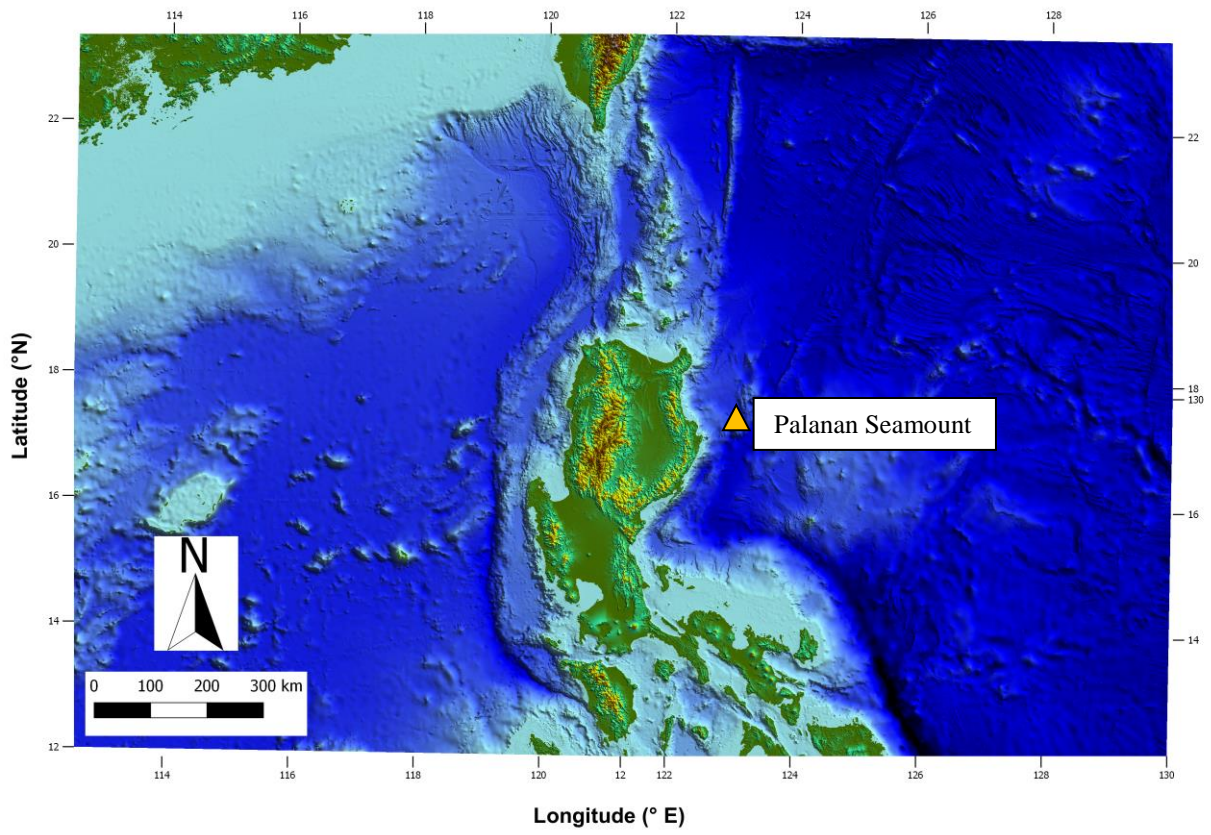 114 116 118 120 122 124 126 128
22 22
20 20
18 18
130
Palanan Seamount
16 16
N
14 14
0 100 200 300 km
12
114 116 118 120 12 122 124 126 128 130
Latitude (°N)
Longitude (° E)